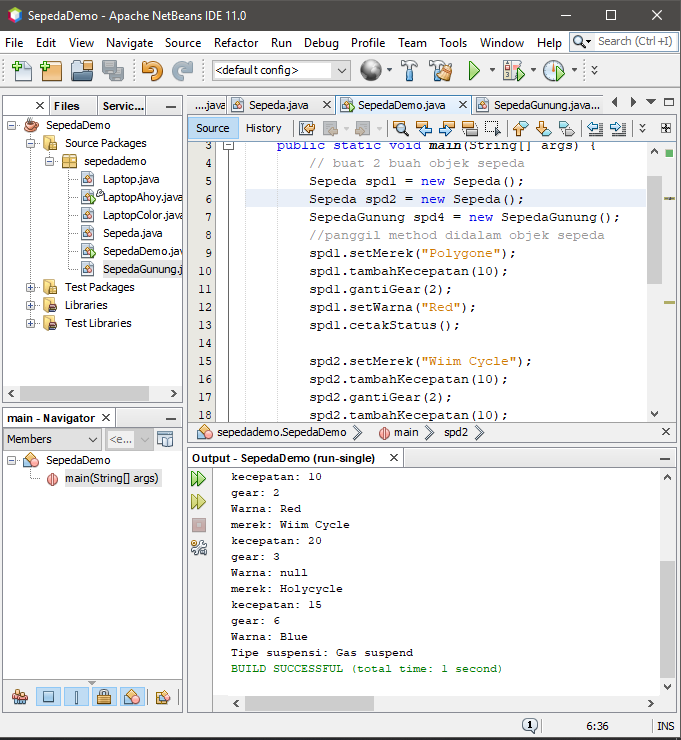 SepedaDemo - Apache NetBeans IDE 11.0
File Edit View Navigate Source Refactor Run Debug Profile Team Tools Window Help Search (Ctrl+I)
<default config>
Files Servic...
SepedaDemo
Source Packages
sepedademo
Laptop.java
LaptopAhoy.java
LaptopColor.java
Sepeda.java
SepedaDemo.jav
SepedaGunung.j
Test Packages
Libraries
Test Libraries
main - Navigator
Members <e...
SepedaDemo
main(String[] args)
....java Sepeda.java SepedaDemo.java SepedaGunung.java...
Source History
3 public static void main(String[] args) {
4 // buat 2 buah objek sepeda
5 Sepeda spd1 = new Sepeda();
6 Sepeda spd2 = new Sepeda();
7 SepedaGunung spd4 = new SepedaGunung();
8 //panggil method didalam objek sepeda
9 spd1.setMerek("Polygone");
10 spd1.tambahKecepatan(10);
11 spd1.gantiGear(2);
12 spd1.setWarna("Red");
13 spd1.cetakStatus();
14
15 spd2.setMerek("Wiim Cycle");
16 spd2.tambahKecepatan(10);
17 spd2.gantiGear(2);
18 spd2.tambahKecepatan(10);
sepedademo.SepedaDemo main spd2
Output - SepedaDemo (run-single)
kecepatan: 10
gear: 2
Warna: Red
merek: Wiim Cycle
kecepatan: 20
gear: 3
Warna: null
merek: Holycycle
kecepatan: 15
gear: 6
Warna: Blue
Tipe suspensi: Gas suspend
BUILD SUCCESSFUL (total time: 1 second)
1 6:36 INS